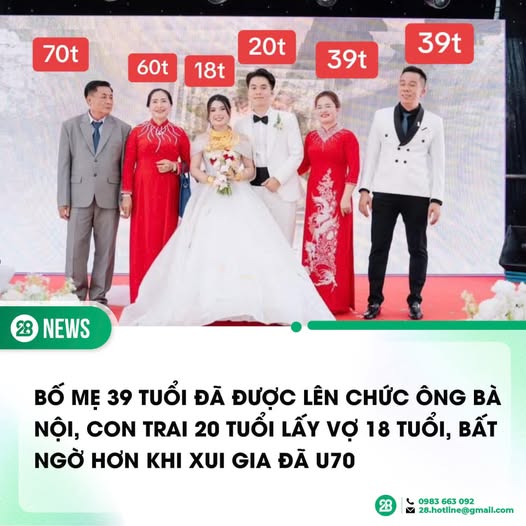 70t
60t
18t
20t
39t
39t
28 NEWS
BỐ MẸ 39 TUỔI ĐÃ ĐƯỢC LÊN CHỨC ÔNG BÀ
NỘI, CON TRAI 20 TUỔI LẤY VỢ 18 TUỔI, BẤT
NGỜ HƠN KHI XUI GIA ĐÃ U70
28
0983 663 092
28.hotline@gmail.com